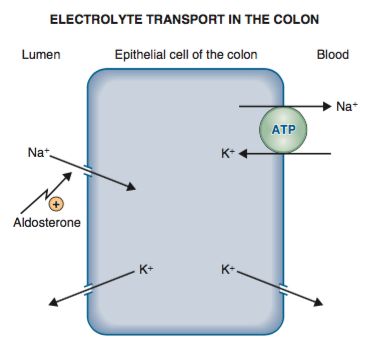 ELECTROLYTE TRANSPORT IN THE COLON
Lumen Epithelial cell of the colon Blood
Na+
ATP
K+
Na+
+
Aldosterone
K+ K+